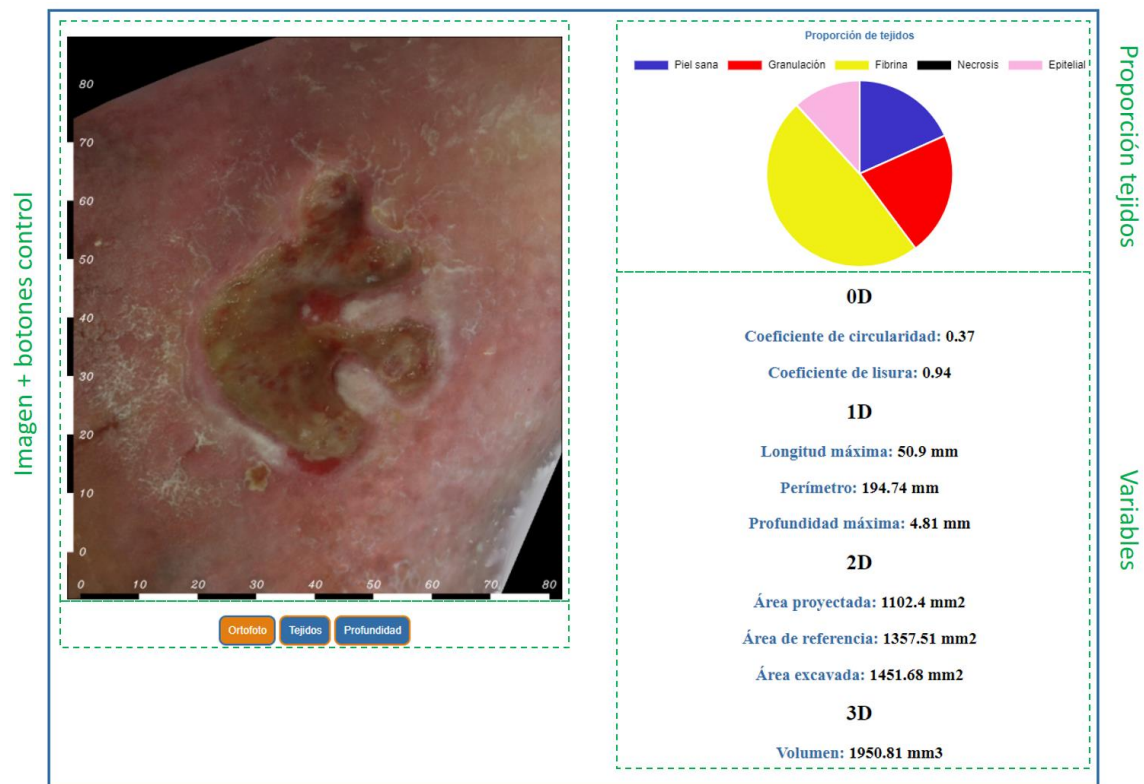 Imagen + botones control
80
70
60
50
40
30
20
10
0
0 10 20 30 40 50 60 70 80
Ortofoto Tejidos Profundidad
Proporción de tejidos
Piel sana Granulación Fibrina Necrosis Epitelial
Proporción tejidos
0D
Coeficiente de circularidad: 0.37
Coeficiente de lisura: 0.94
1D
Longitud máxima: 50.9 mm
Perímetro: 194.74 mm
Profundidad máxima: 4.81 mm
2D
Área proyectada: 1102.4 mm2
Área de referencia: 1357.51 mm2
Área excavada: 1451.68 mm2
3D
Volumen: 1950.81 mm3
Variables